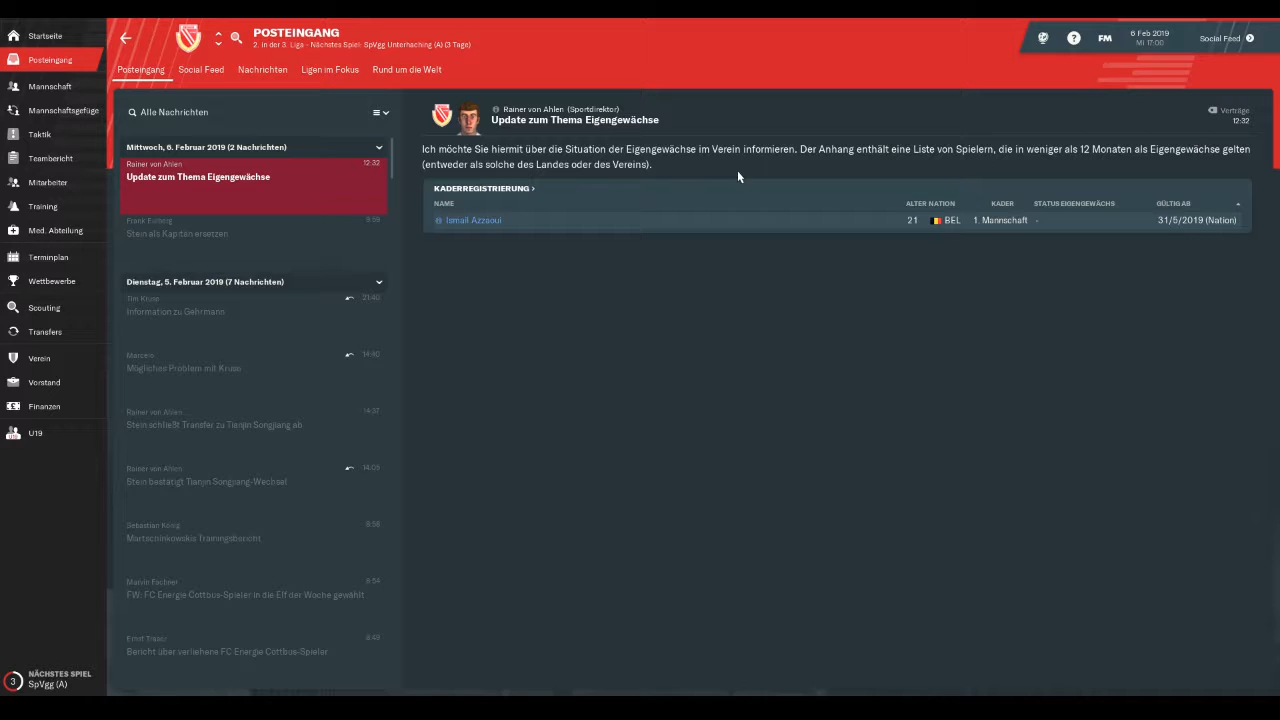 Startseite
Posteingang
Mannschaft
Mannschaftsgefüge
Taktik
Teambericht
Mitarbeiter
Training
Med. Abteilung
Terminplan
Wettbewerbe
Scouting
Transfers
Verein
Vorstand
Finanzen
U19
3
NÄCHSTES SPIEL
SpVgg (A)
POSTEINGANG
2. in der 3. Liga - Nächstes Spiel: SpVgg Unterhaching (A) (3 Tage)
?
FM
6 Feb 2019
Mi 17:00
Social Feed
Posteingang
Social Feed
Nachrichten
Ligen im Fokus
Rund um die Welt
Alle Nachrichten
Mittwoch, 6. Februar 2019 (2 Nachrichten)
Rainer von Ahlen 12:32
Update zum Thema Eigengewächse
Frank Eulberg 8:59
Stein als Kapitän ersetzen
Dienstag, 5. Februar 2019 (7 Nachrichten)
Tim Kruse 21:40
Information zu Gehrmann
Marcelo 14:40
Mögliches Problem mit Kruse
Rainer von Ahlen 14:37
Stein schließt Transfer zu Tianjin Songjiang ab
Rainer von Ahlen 14:05
Stein bestätigt Tianjin Songjiang-Wechsel
Sebastian König 8:58
Martschinkowskis Trainingsbericht
8:54
FW: FC Energie Cottbus-Spieler in die Elf der Woche gewählt
8:49
Bericht über verliehene FC Energie Cottbus-Spieler
Rainer von Ahlen (Sportdirektor)
Update zum Thema Eigengewächse
Verträge
12:32
Ich möchte Sie hiermit über die Situation der Eigengewächse im Verein informieren. Der Anhang enthält eine Liste von Spielern, die in weniger als 12 Monaten als Eigengewächse gelten
(entweder als solche des Landes oder des Vereins).
KADERREGISTRIERUNG >
NAME ALTER NATION KADER STATUS EIGENGEWÄCHS GÜLTIG AB
Ismail Azzaoui 21 BEL 1. Mannschaft - 31/5/2019 (Nation)